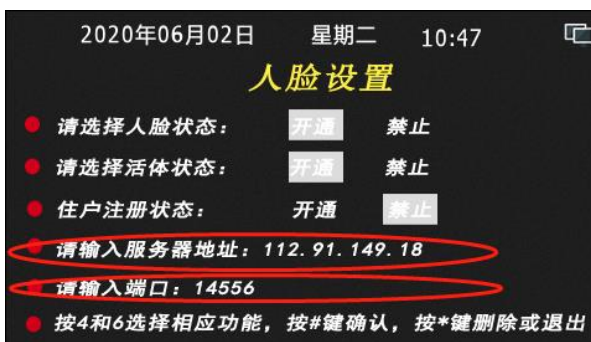 2020年06月02日 星期二 10:47
人脸设置
请选择人脸状态： 开通 禁止
请选择活体状态： 开通 禁止
住户注册状态： 开通 禁止
请输入服务器地址：112.91.149.18
请输入端口：14556
按4和6选择相应功能，按#键确认，按*键删除或退出